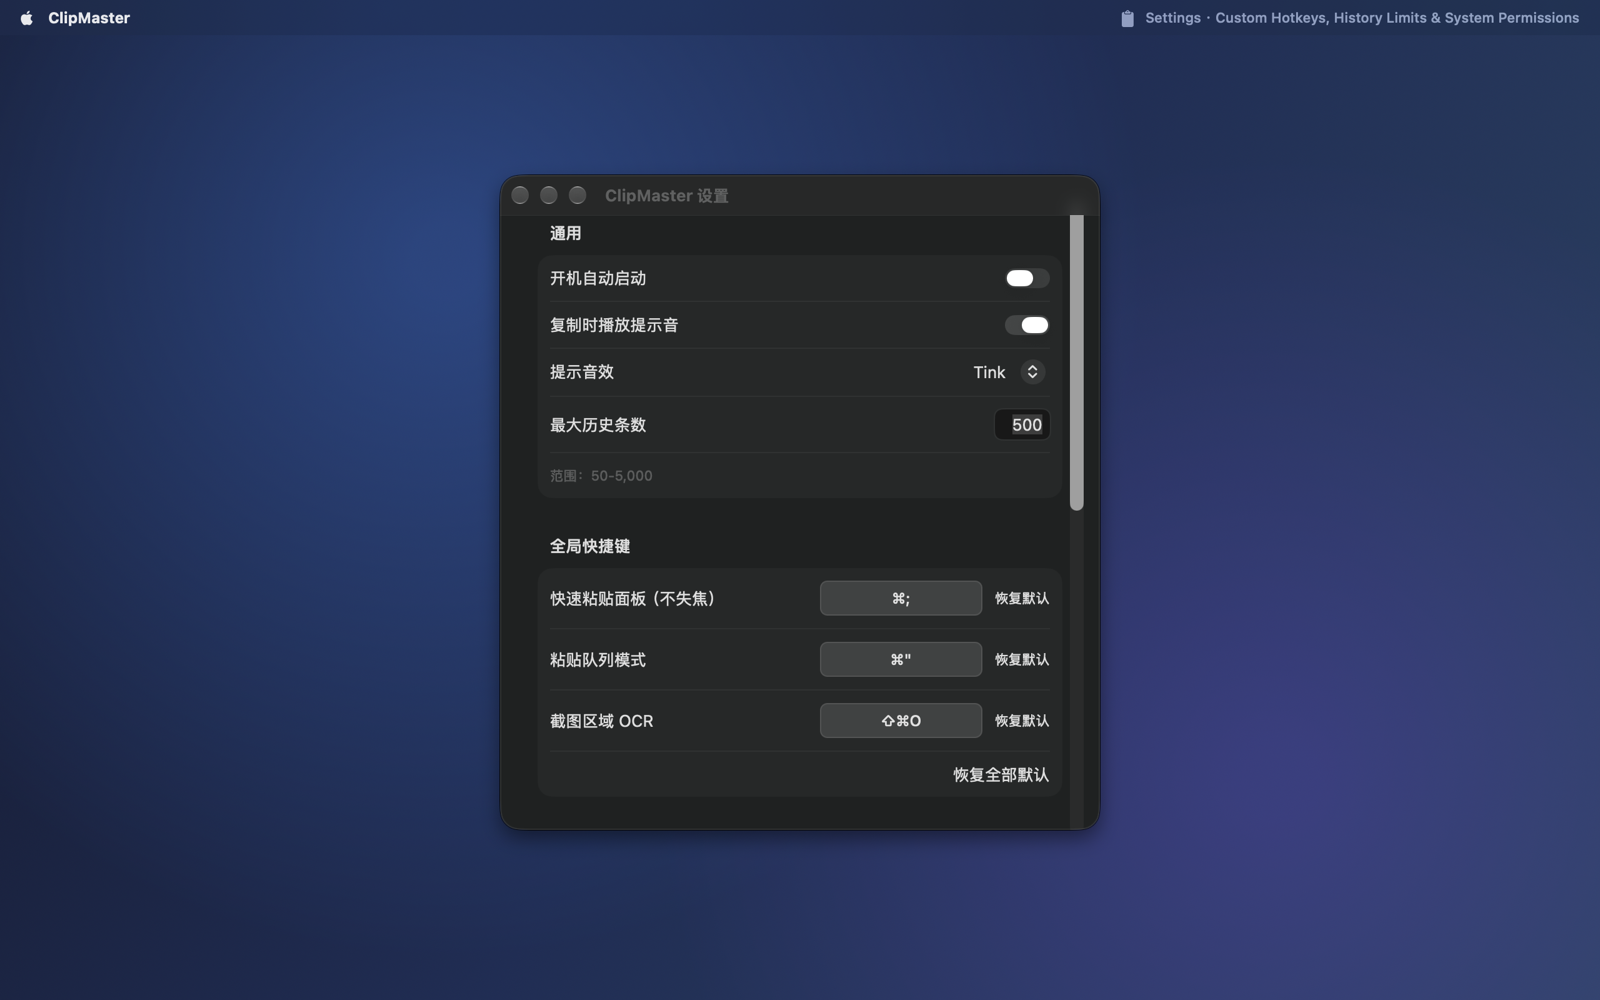 ClipMaster
Settings · Custom Hotkeys, History Limits & System Permissions
ClipMaster 设置
通用
开机自动启动
复制时播放提示音
提示音效 Tink
最大历史条数 500
范围：50-5,000
全局快捷键
快速粘贴面板（不失焦） ⌘; 恢复默认
粘贴队列模式 ⌘" 恢复默认
截图区域 OCR ⇧⌘O 恢复默认
恢复全部默认